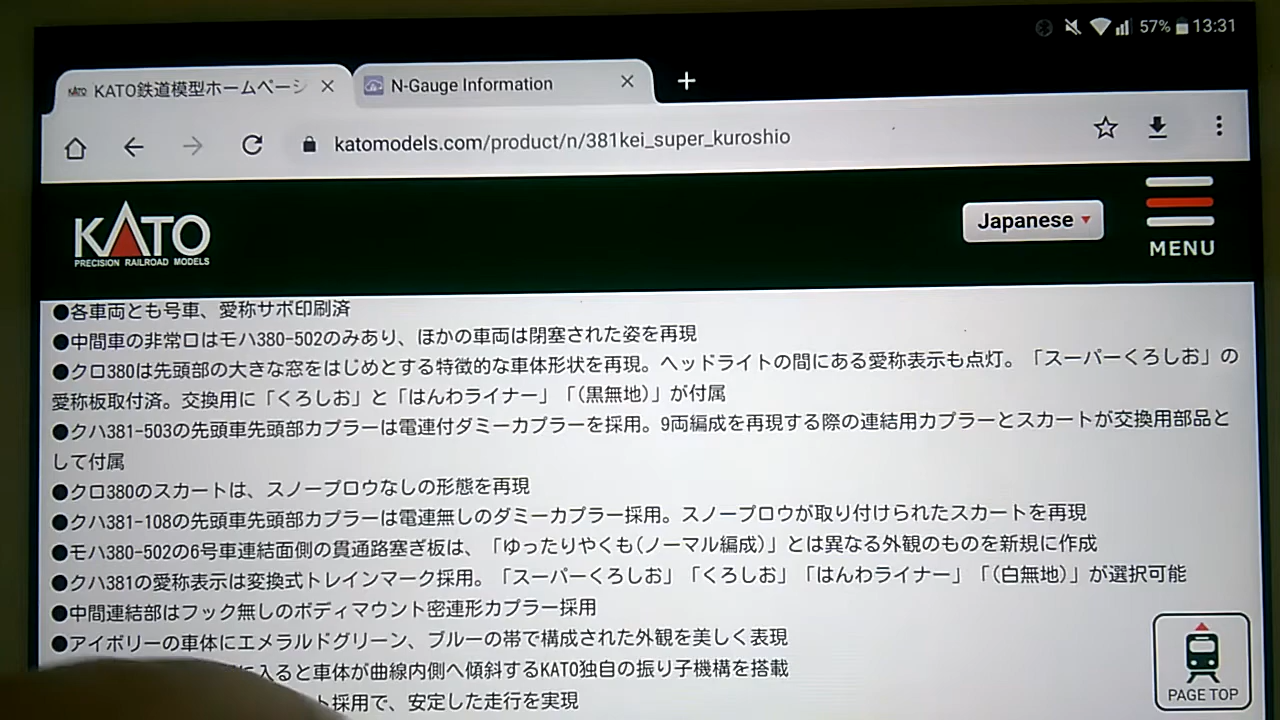 57% 13:31
KATO鉄道模型ホームページ
N-Gauge Information
katomodels.com/product/n/381kei_super_kuroshio
KATO
PRECISION RAILROAD MODELS
Japanese
MENU
●各車両とも号車、愛称サボ印刷済
●中間車の非常口はモハ380-502のみあり、ほかの車両は閉塞された姿を再現
●クロ380は先頭部の大きな窓をはじめとする特徴的な車体形状を再現。ヘッドライトの間にある愛称表示も点灯。「スーパーくろしお」の
愛称板取付済。交換用に「くろしお」と「はんわライナー」「(黒無地)」が付属
●クハ381-503の先頭車先頭部カプラーは電連付ダミーカプラーを採用。9両編成を再現する際の連結用カプラーとスカートが交換用部品と
して付属
●クロ380のスカートは、スノープロウなしの形態を再現
●クハ381-108の先頭車先頭部カプラーは電連無しのダミーカプラー採用。スノープロウが取り付けられたスカートを再現
●モハ380-502の6号車連結面側の貫通路塞ぎ板は、「ゆったりやくも(ノーマル編成)」とは異なる外観のものを新規に作成
●クハ381の愛称表示は変換式トレインマーク採用。「スーパーくろしお」「くろしお」「はんわライナー」「(白無地)」が選択可能
●中間連結部はフック無しのボディマウント密連形カプラー採用
●アイボリーの車体にエメラルドグリーン、ブルーの帯で構成された外観を美しく表現
に入ると車体が曲線内側へ傾斜するKATO独自の振り子機構を搭載
ト採用で、安定した走行を実現
PAGE TOP